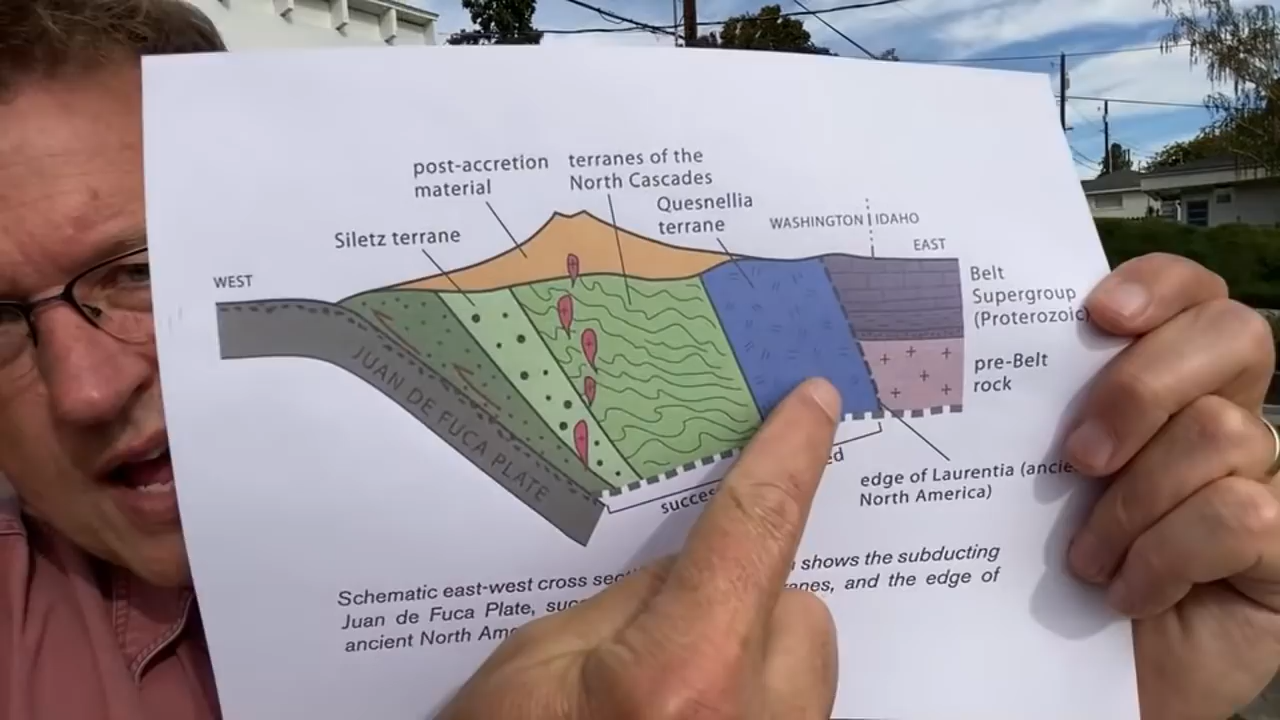 post-accretion
material
terranes of the
North Cascades
Quesnellia
terrane
Siletz terrane
WASHINGTON
IDAHO
WEST
EAST
Belt
Supergroup
(Proterozoic)
pre-Belt
rock
JUAN DE FUCA PLATE
edge of Laurentia (ancie
North America)
succes
ed
Schematic east-west cross sec
shows the subducting
Juan de Fuca Plate, suc
anes, and the edge of
ancient North Am